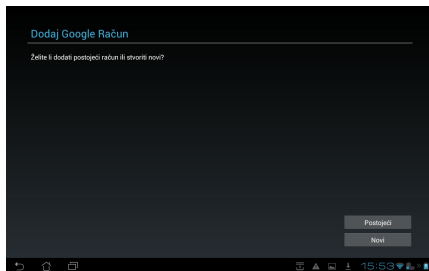 Dodaj Google Račun
Želite li dodati postojeći račun ili stvoriti novi?
Postojeći
Novi
15:53